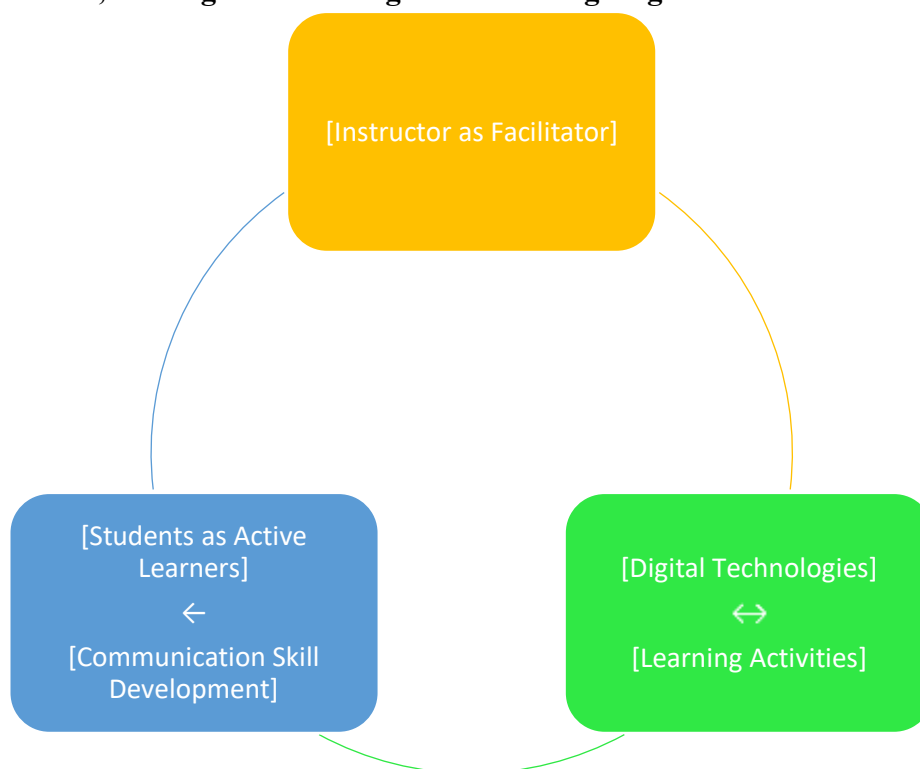 [Instructor as Facilitator]
[Students as Active
Learners]
←
[Communication Skill
Development]
[Digital Technologies]
↔
[Learning Activities]